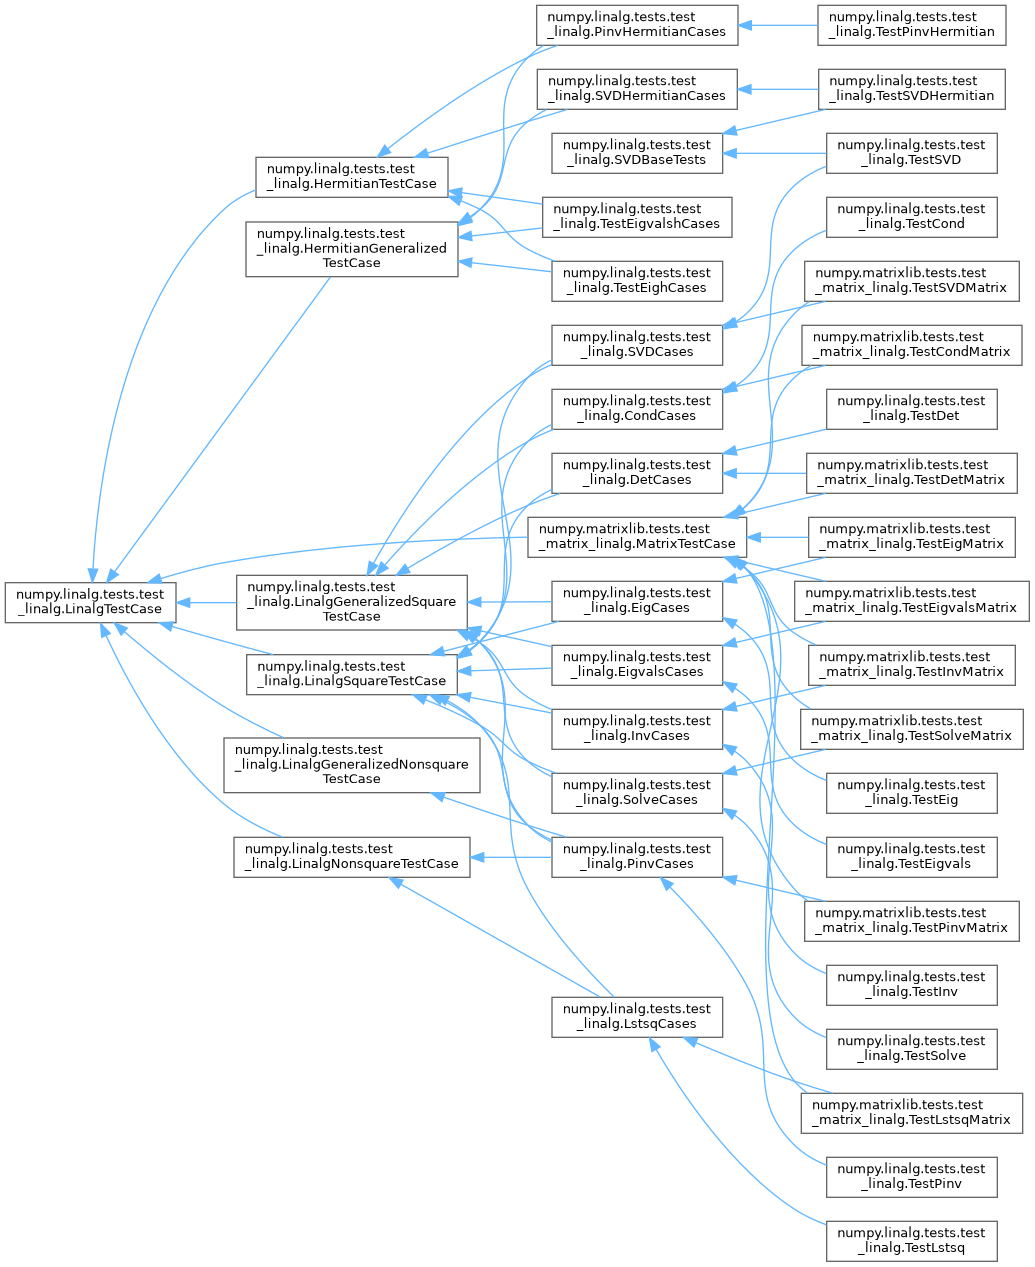 numpy.linalg.tests.test
_linalg.LinalgTestCase
numpy.linalg.tests.test
_linalg.HermitianTestCase
numpy.linalg.tests.test
_linalg.HermitianGeneralized
TestCase
numpy.linalg.tests.test
_linalg.LinalgGeneralizedSquare
TestCase
numpy.linalg.tests.test
_linalg.LinalgSquareTestCase
numpy.linalg.tests.test
_linalg.LinalgGeneralizedNonsquare
TestCase
numpy.linalg.tests.test
_linalg.LinalgNonsquareTestCase
numpy.linalg.tests.test
_linalg.PinvHermitianCases
numpy.linalg.tests.test
_linalg.SVDHermitianCases
numpy.linalg.tests.test
_linalg.SVDBaseTests
numpy.linalg.tests.test
_linalg.TestEigvalshCases
numpy.linalg.tests.test
_linalg.TestEighCases
numpy.linalg.tests.test
_linalg.SVDCases
numpy.linalg.tests.test
_linalg.CondCases
numpy.linalg.tests.test
_linalg.DetCases
numpy.matrixlib.tests.test
_matrix_linalg.MatrixTestCase
numpy.linalg.tests.test
_linalg.EigCases
numpy.linalg.tests.test
_linalg.EigvalsCases
numpy.linalg.tests.test
_linalg.InvCases
numpy.linalg.tests.test
_linalg.SolveCases
numpy.linalg.tests.test
_linalg.PinvCases
numpy.linalg.tests.test
_linalg.LstsqCases
numpy.linalg.tests.test
_linalg.TestPinvHermitian
numpy.linalg.tests.test
_linalg.TestSVDHermitian
numpy.linalg.tests.test
_linalg.TestSVD
numpy.linalg.tests.test
_linalg.TestCond
numpy.matrixlib.tests.test
_matrix_linalg.TestSVDMatrix
numpy.matrixlib.tests.test
_matrix_linalg.TestCondMatrix
numpy.linalg.tests.test
_linalg.TestDet
numpy.matrixlib.tests.test
_matrix_linalg.TestDetMatrix
numpy.matrixlib.tests.test
_matrix_linalg.TestEigMatrix
numpy.matrixlib.tests.test
_matrix_linalg.TestEigvalsMatrix
numpy.matrixlib.tests.test
_matrix_linalg.TestInvMatrix
numpy.matrixlib.tests.test
_matrix_linalg.TestSolveMatrix
numpy.linalg.tests.test
_linalg.TestEig
numpy.linalg.tests.test
_linalg.TestEigvals
numpy.matrixlib.tests.test
_matrix_linalg.TestPinvMatrix
numpy.linalg.tests.test
_linalg.TestInv
numpy.linalg.tests.test
_linalg.TestSolve
numpy.matrixlib.tests.test
_matrix_linalg.TestLstsqMatrix
numpy.linalg.tests.test
_linalg.TestPinv
numpy.linalg.tests.test
_linalg.TestLstsq